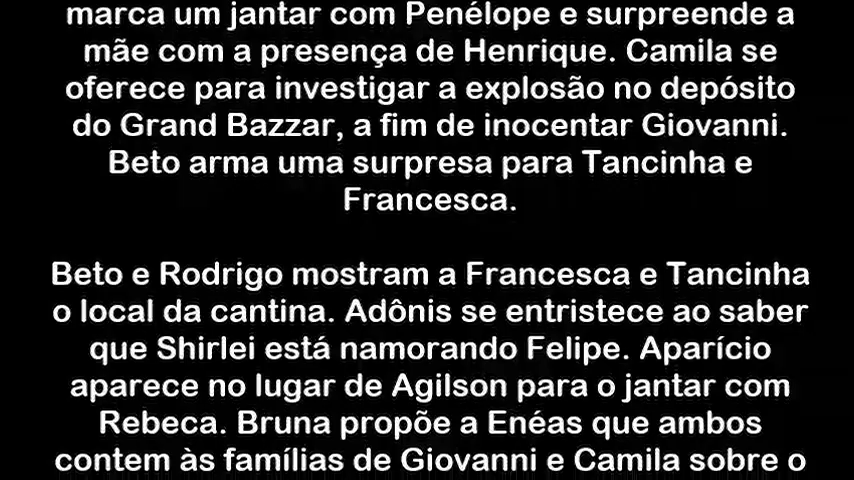 marca um jantar com Penélope e surpreende a
mãe com a presença de Henrique. Camila se
oferece para investigar a explosão no depósito
do Grand Bazzar, a fim de inocentar Giovanni.
Beto arma uma surpresa para Tancinha e
Francesca.
Beto e Rodrigo mostram a Francesca e Tancinha
o local da cantina. Adônis se entristece ao saber
que Shirlei está namorando Felipe. Aparício
aparece no lugar de Agilson para o jantar com
Rebeca. Bruna propõe a Enéas que ambos
contem às famílias de Giovanni e Camila sobre o